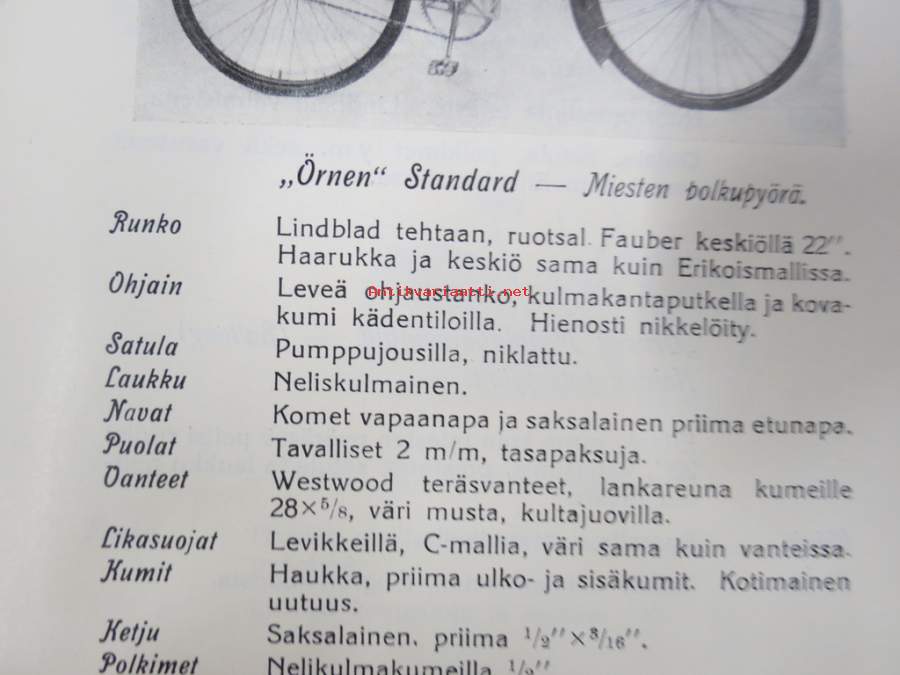 „Örnen“ Standard — Miesten polkupyörä.
Runko Lindblad tehtaan, ruotsal. Fauber keskiöllä 22″.
Haarukka ja keskiö sama kuin Erikoismallissa.
Ohjain Leveä ohjaustanko, kulmakantaputkella ja kova-
kumi kädentiloilla. Hienosti nikkelöity.
Antikvariaatti.net
Satula Pumppujousilla, niklattu.
Laukku Neliskulmainen.
Navat Komet vapaanapa ja saksalainen priima etunapa.
Puolat Tavalliset 2 m/m, tasapaksuja.
Vanteet Westwood teräsvanteet, lankareuna kumeille
28×⁵/₈, väri musta, kultajuovilla.
Likasuojat Levikkeillä, C-mallia, väri sama kuin vanteissa.
Kumit Haukka, priima ulko- ja sisäkumit. Kotimainen
uutuus.
Ketju Saksalainen. priima ¹/₂″×³/₁₆″.
Polkimet Nelikulmakumeilla ¹/₂″